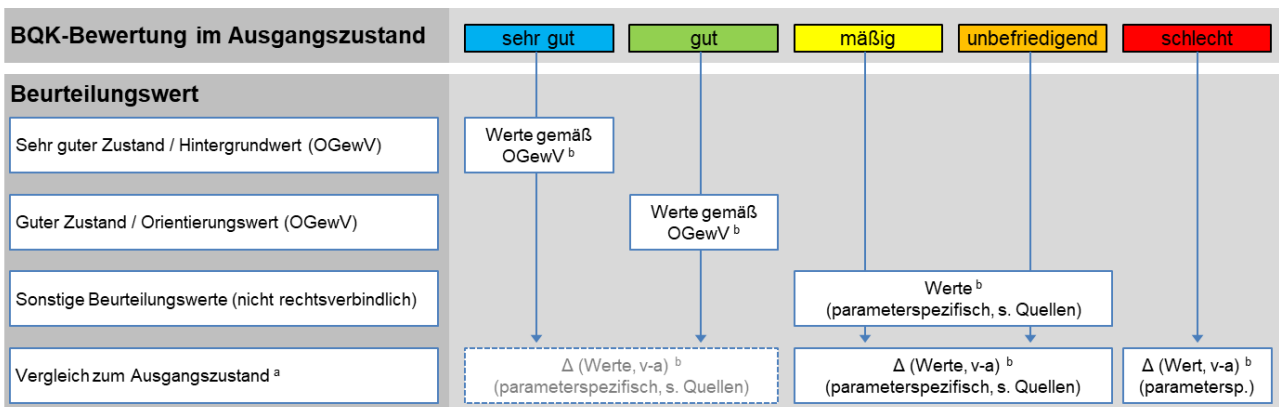 BQK-Bewertung im Ausgangszustand
sehr gut
gut
mäßig
unbefriedigend
schlecht
Beurteilungswert
Sehr guter Zustand / Hintergrundwert (OGewV)
Werte gemäß
OGewV b
Guter Zustand / Orientierungswert (OGewV)
Werte gemäß
OGewV b
Sonstige Beurteilungswerte (nicht rechtsverbindlich)
Werte b
(parameterspezifisch, s. Quellen)
Vergleich zum Ausgangszustand a
Δ (Werte, v-a) b
(parameterspezifisch, s. Quellen)
Δ (Werte, v-a) b
(parameterspezifisch, s. Quellen)
Δ (Wert, v-a) b
(parametersp.)